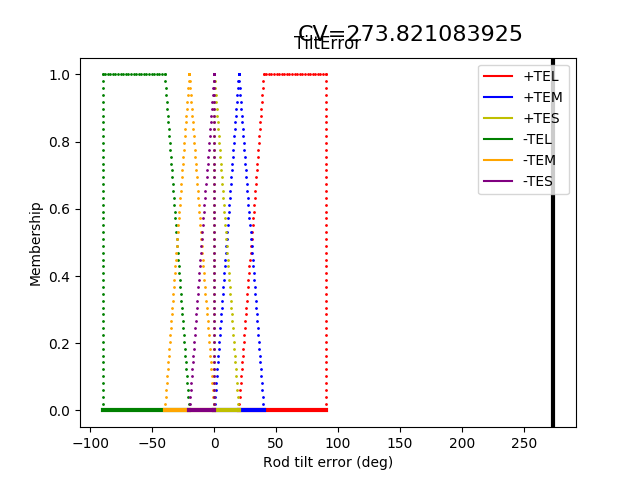 CV=273.821083925
TiltError
1.0
0.8
0.6
0.4
0.2
0.0
Membership
+TEL
+TEM
+TES
-TEL
-TEM
-TES
−100 −50 0 50 100 150 200 250
Rod tilt error (deg)